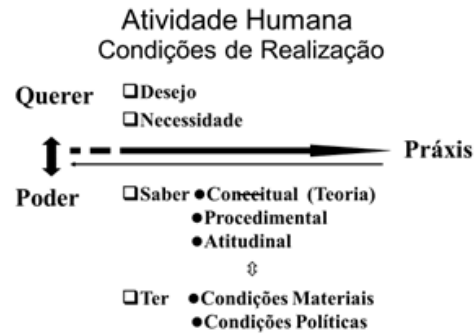 Atividade Humana
Condições de Realização
Querer
❑Desejo
❑Necessidade
Práxis
Poder
❑Saber ●Conceitual (Teoria)
●Procedimental
●Atitudinal
❑Ter ●Condições Materiais
●Condições Políticas